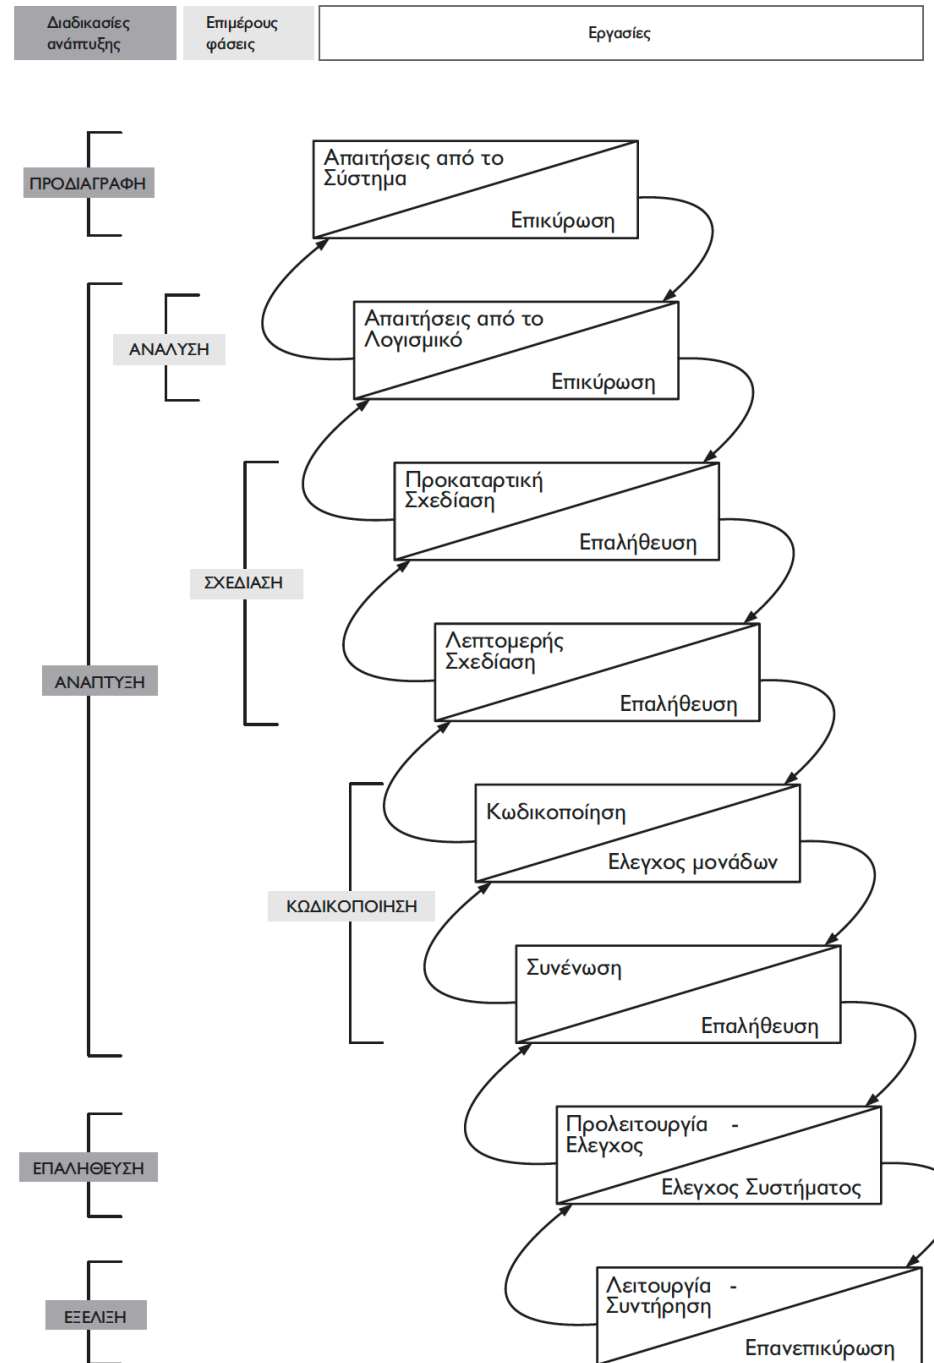 Διαδικασίες
ανάπτυξης
Επιμέρους
φάσεις
Εργασίες
ΠΡΟΔΙΑΓΡΑΦΗ
Απαιτήσεις από το
Σύστημα
Επικύρωση
ΑΝΑΛΥΣΗ
Απαιτήσεις από το
Λογισμικό
Επικύρωση
Προκαταρτική
Σχεδίαση
Επαλήθευση
ΣΧΕΔΙΑΣΗ
Λεπτομερής
Σχεδίαση
Επαλήθευση
ΑΝΑΠΤΥΞΗ
Κωδικοποίηση
Ελεγχος μονάδων
ΚΩΔΙΚΟΠΟΙΗΣΗ
Συνένωση
Επαλήθευση
Προλειτουργία -
Ελεγχος
Ελεγχος Συστήματος
ΕΠΑΛΗΘΕΥΣΗ
Λειτουργία -
Συντήρηση
Επανεπικύρωση
ΕΞΕΛΙΞΗ